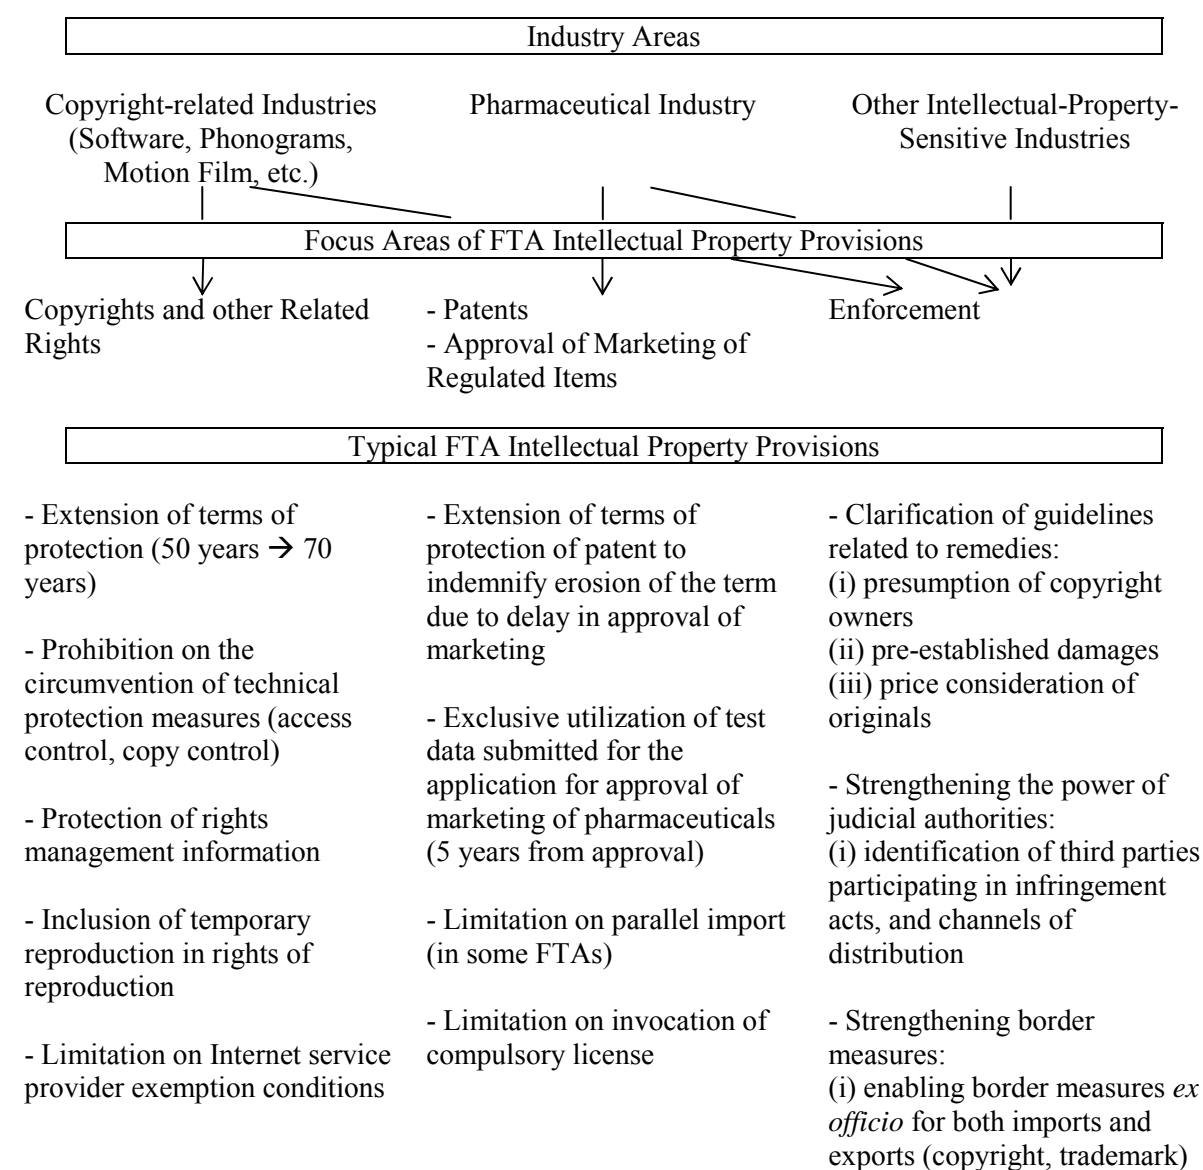 Industry Areas
Copyright-related Industries
(Software, Phonograms,
Motion Film, etc.)
Pharmaceutical Industry
Other Intellectual-Property-
Sensitive Industries
Focus Areas of FTA Intellectual Property Provisions
Copyrights and other Related
Rights
- Patents
- Approval of Marketing of
Regulated Items
Enforcement
Typical FTA Intellectual Property Provisions
- Extension of terms of
protection (50 years → 70
years)
- Prohibition on the
circumvention of technical
protection measures (access
control, copy control)
- Protection of rights
management information
- Inclusion of temporary
reproduction in rights of
reproduction
- Limitation on Internet service
provider exemption conditions
- Extension of terms of
protection of patent to
indemnify erosion of the term
due to delay in approval of
marketing
- Exclusive utilization of test
data submitted for the
application for approval of
marketing of pharmaceuticals
(5 years from approval)
- Limitation on parallel import
(in some FTAs)
- Limitation on invocation of
compulsory license
- Clarification of guidelines
related to remedies:
(i) presumption of copyright
owners
(ii) pre-established damages
(iii) price consideration of
originals
- Strengthening the power of
judicial authorities:
(i) identification of third parties
participating in infringement
acts, and channels of
distribution
- Strengthening border
measures:
(i) enabling border measures ex
officio for both imports and
exports (copyright, trademark)